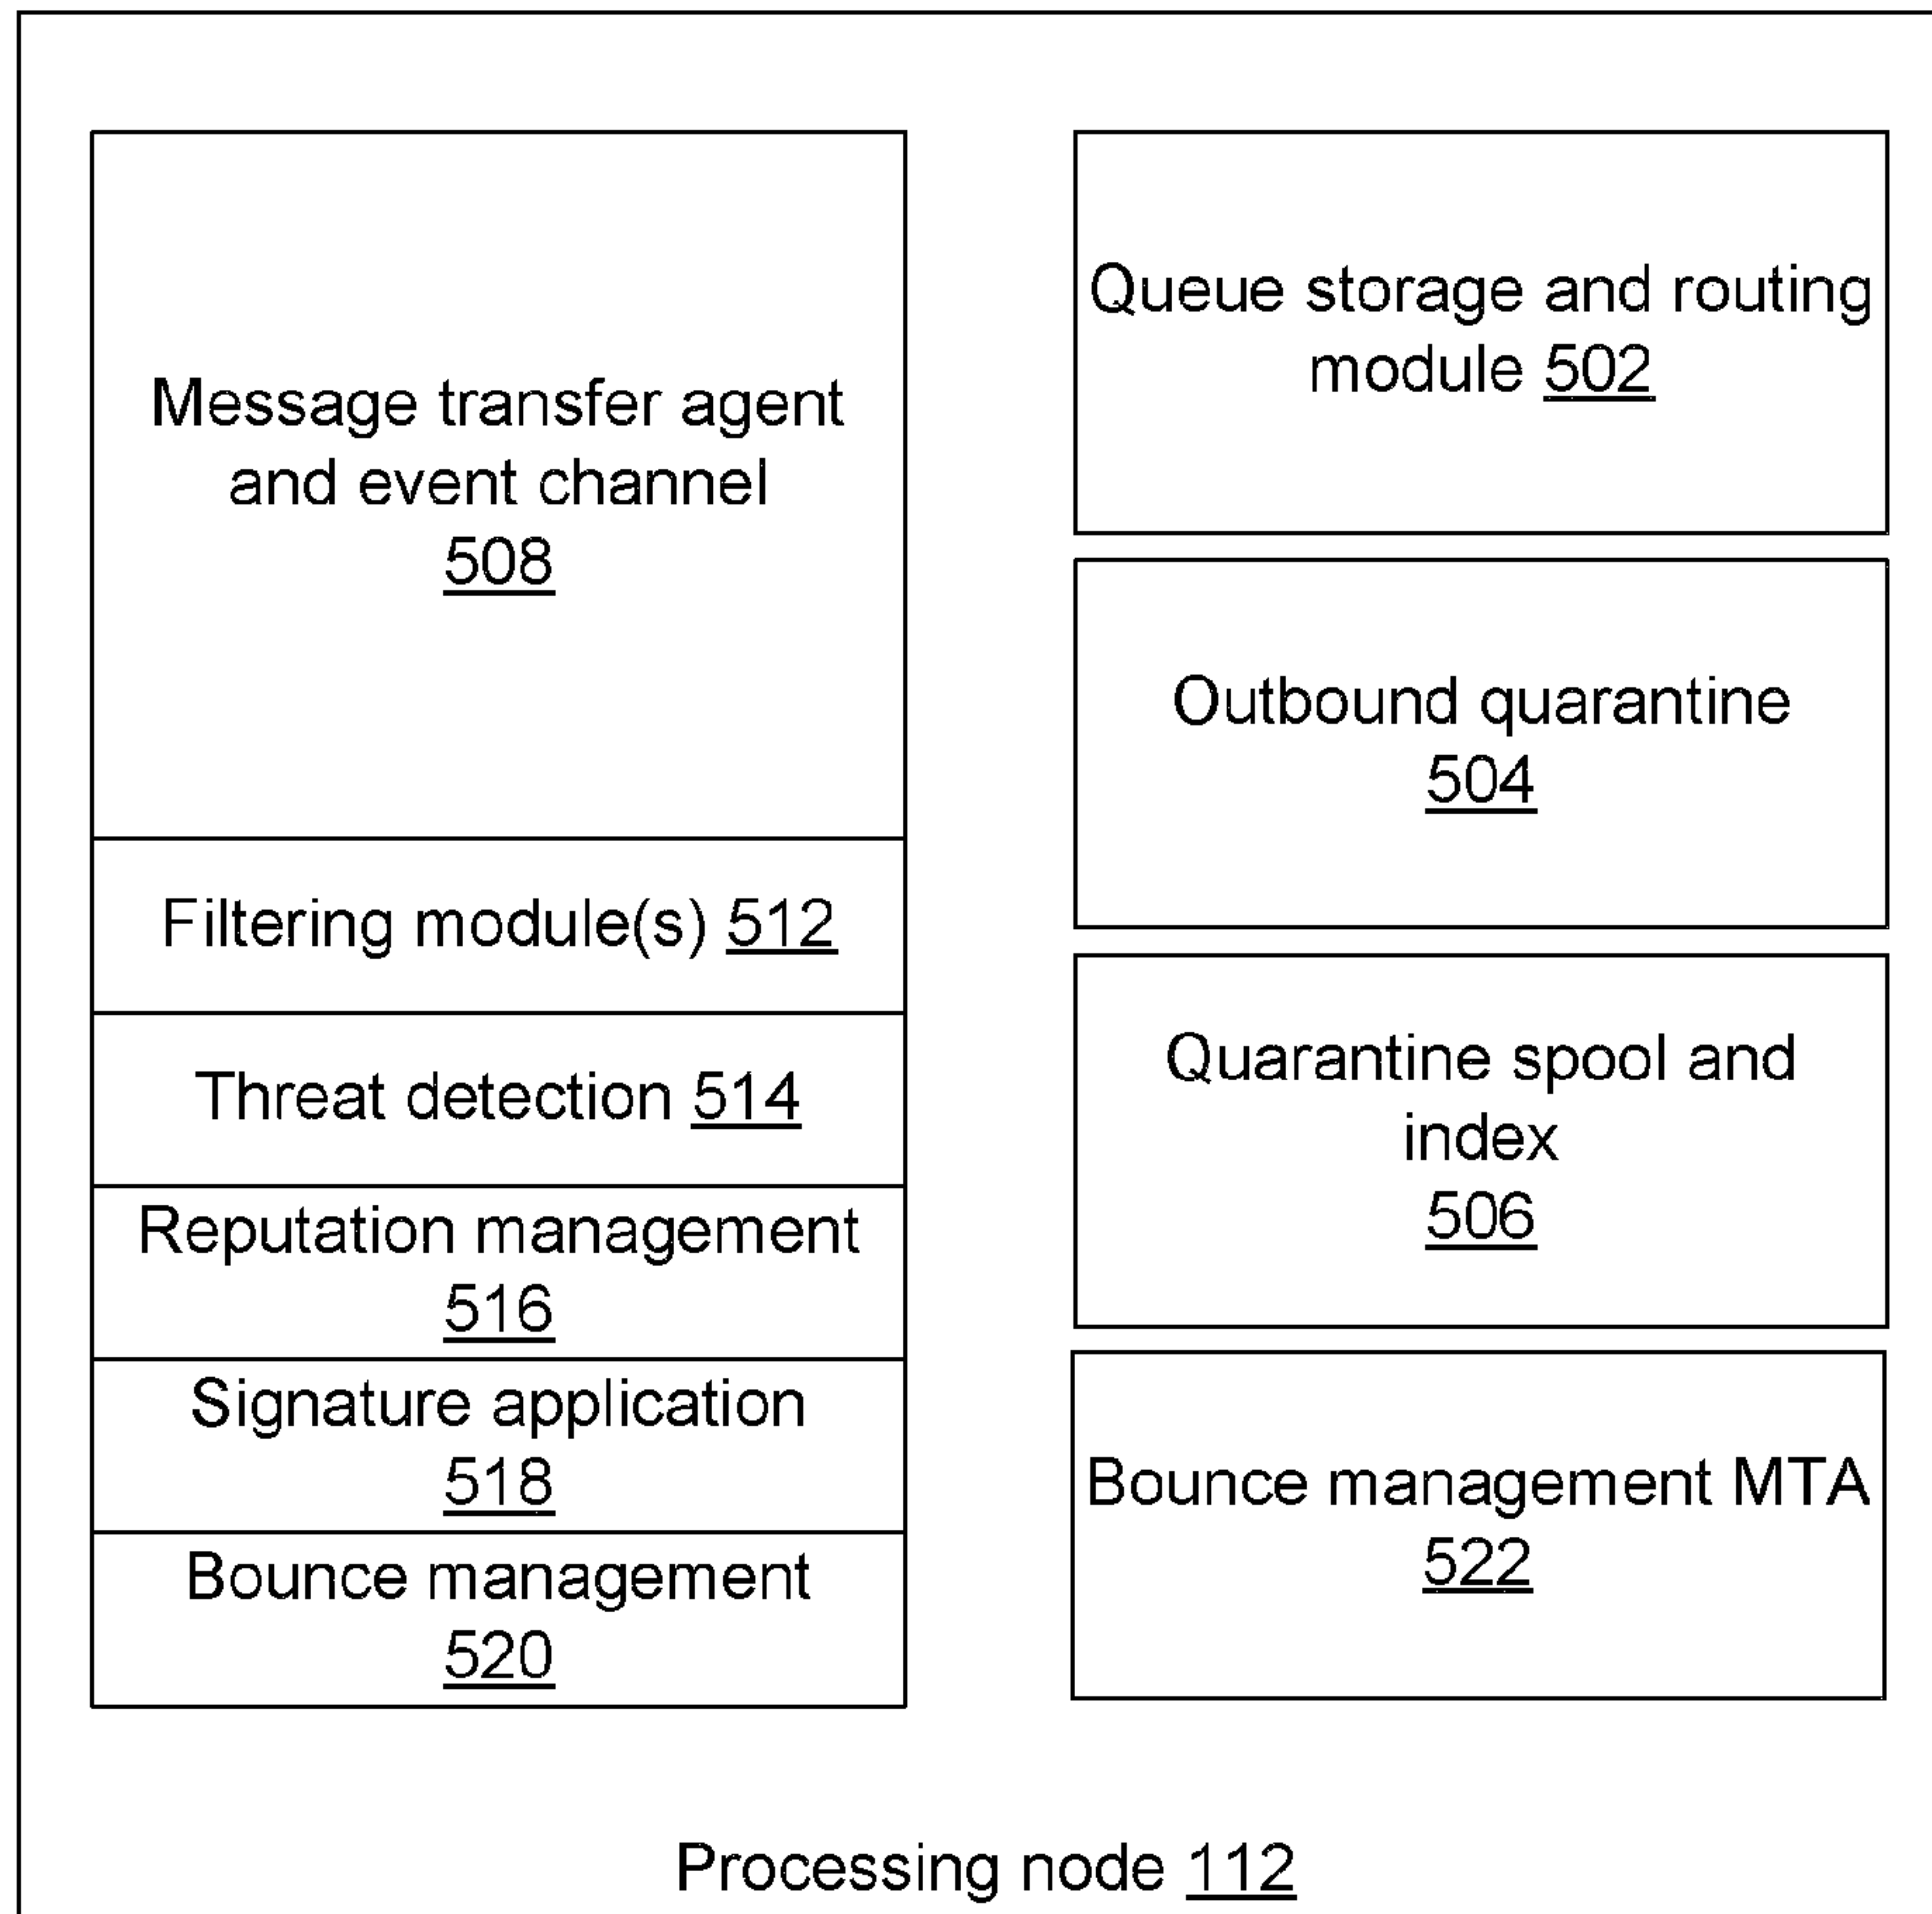 Message transfer agent
and event channel
508
Filtering module(s) 512
Threat detection 514
Reputation management
516
Signature application
518
Bounce management
520
Queue storage and routing
module 502
Outbound quarantine
504
Quarantine spool and
index
506
Bounce management MTA
522
Processing node 112